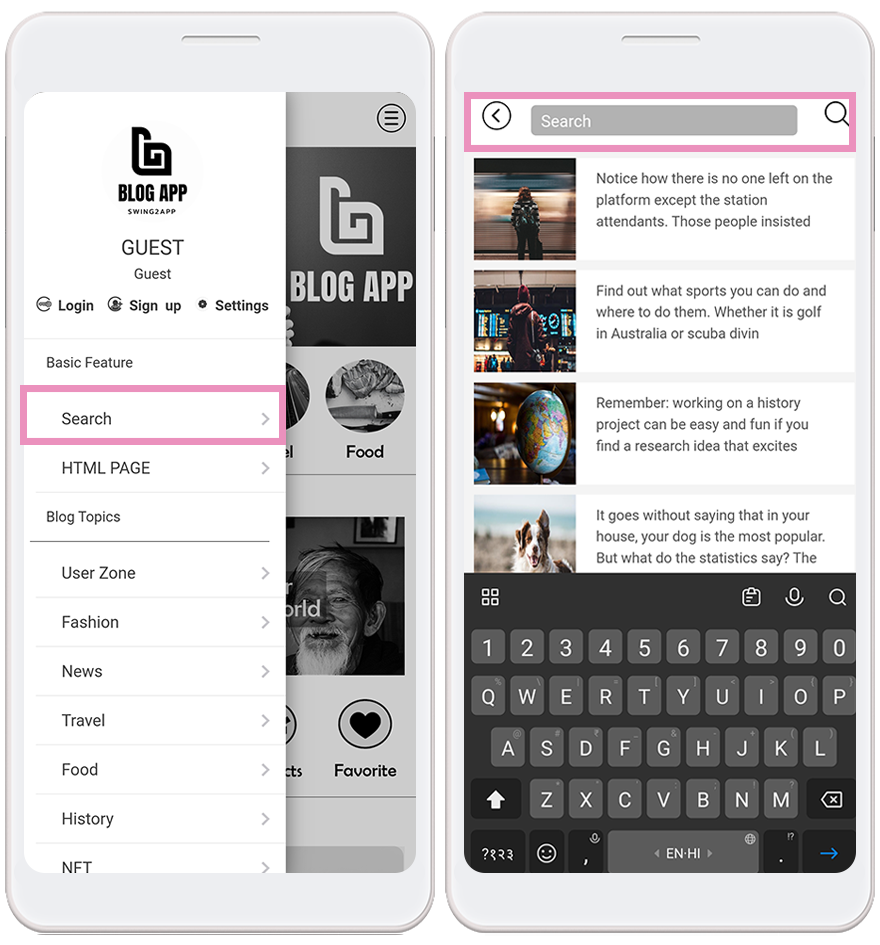 BLOG APP
SWING2APP
GUEST
Guest
Login Sign up Settings
Basic Feature
Search
HTML PAGE
Blog Topics
User Zone
Fashion
News
Travel
Food
History
NFT
BLOG APP
el
Food
r
orld
cts
Favorite
Search
Notice how there is no one left on the
platform except the station
attendants. Those people insisted
Find out what sports you can do and
where to do them. Whether it is golf
in Australia or scuba divin
Remember: working on a history
project can be easy and fun if you
find a research idea that excites
It goes without saying that in your
house, your dog is the most popular.
But what do the statistics say? The
1 2 3 4 5 6 7 8 9 0
Q W E R T Y U I O P
A S D F G H J K L
Z X C V B N M
?१२३ , EN·HI . !?